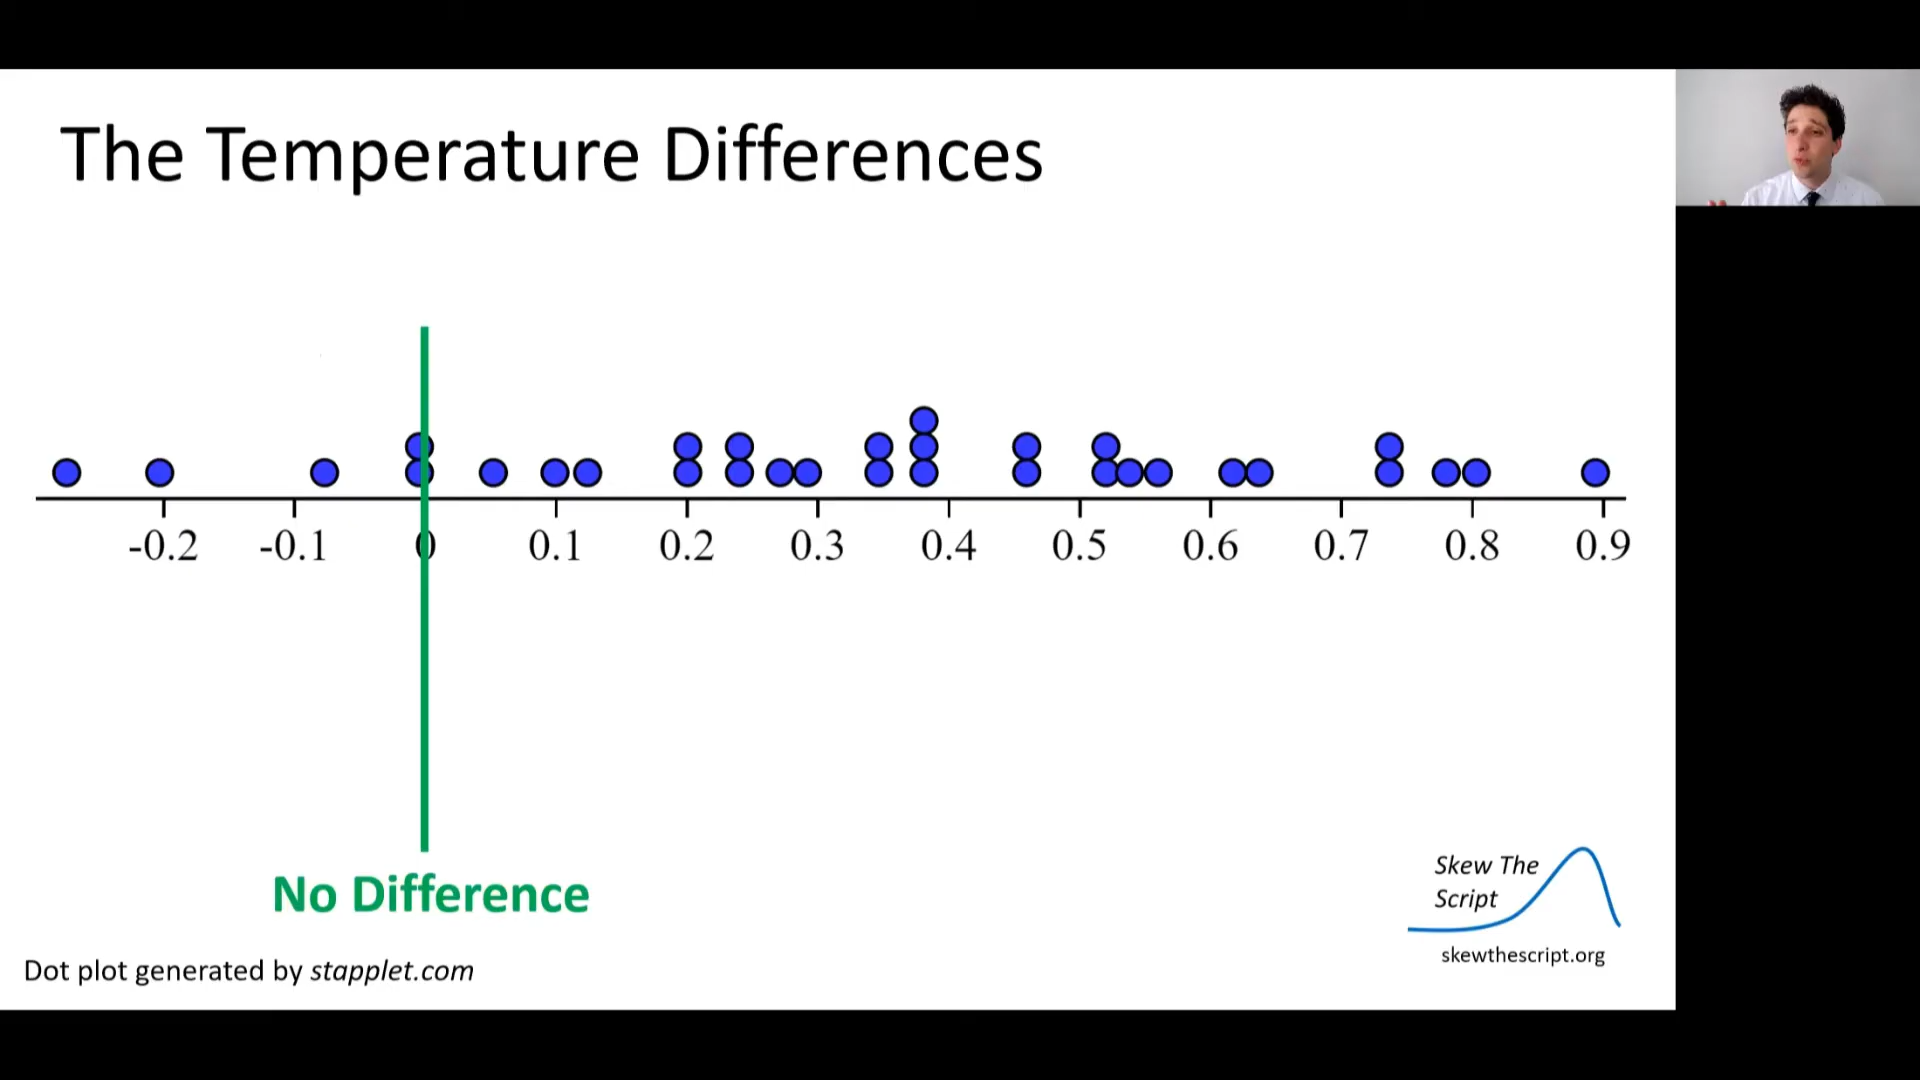 The Temperature Differences
-0.2 -0.1 0 0.1 0.2 0.3 0.4 0.5 0.6 0.7 0.8 0.9
No Difference
Skew The
Script
skewthescript.org
Dot plot generated by stapplet.com